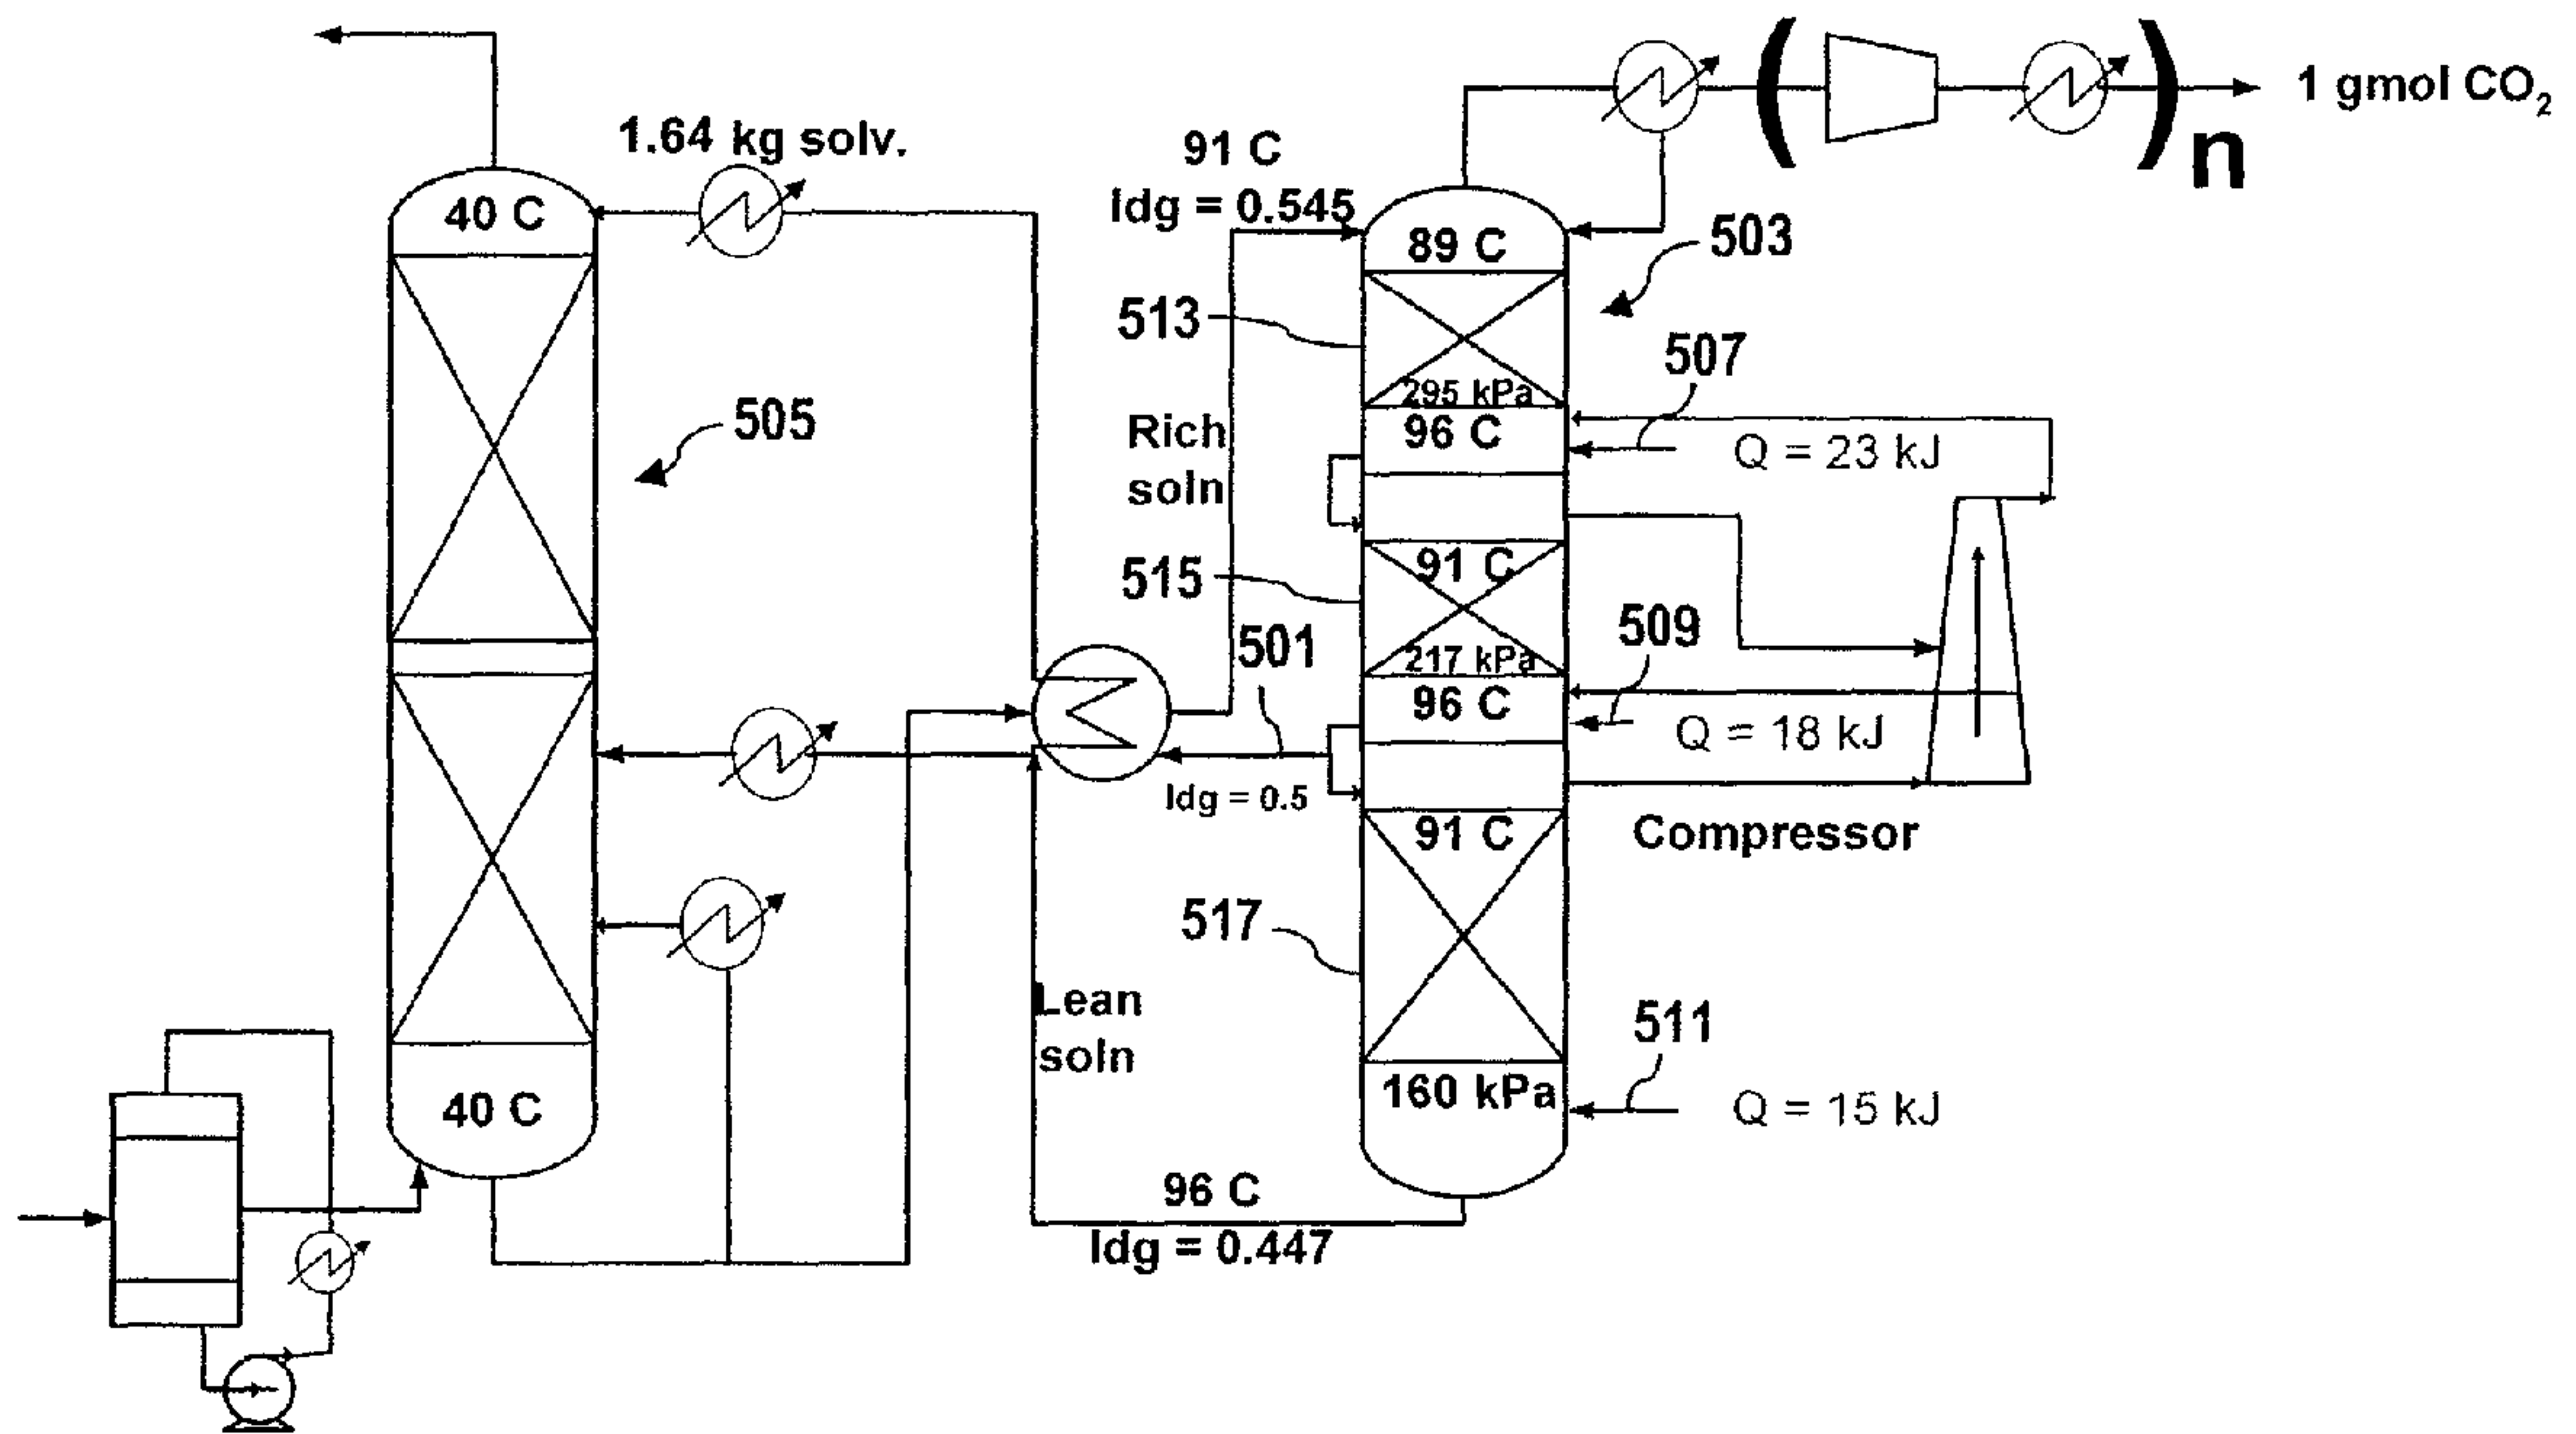 1 gmol CO2
n
1.64 kg solv.
91 C
ldg = 0.545
40 C
89 C
503
513
507
295 kPa
96 C
Q = 23 kJ
505
Rich
soln
91 C
515
501
509
217 kPa
96 C
Q = 18 kJ
ldg = 0.5
91 C
Compressor
517
Lean
soln
511
160 kPa
Q = 15 kJ
40 C
96 C
ldg = 0.447